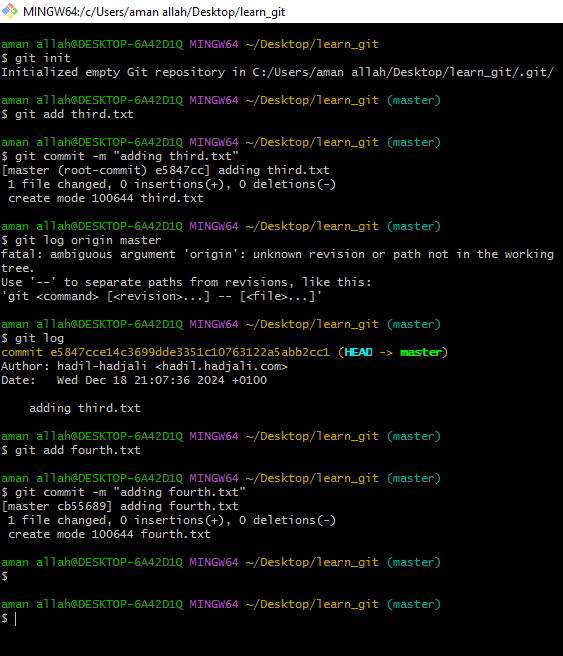 MINGW64:/c/Users/aman allah/Desktop/learn_git
aman allah@DESKTOP-6A42D1Q MINGW64 ~/Desktop/learn_git
$ git init
Initialized empty Git repository in C:/Users/aman allah/Desktop/learn_git/.git/
aman allah@DESKTOP-6A42D1Q MINGW64 ~/Desktop/learn_git (master)
$ git add third.txt
aman allah@DESKTOP-6A42D1Q MINGW64 ~/Desktop/learn_git (master)
$ git commit -m "adding third.txt"
[master (root-commit) e5847cc] adding third.txt
 1 file changed, 0 insertions(+), 0 deletions(-)
 create mode 100644 third.txt
aman allah@DESKTOP-6A42D1Q MINGW64 ~/Desktop/learn_git (master)
$ git log origin master
fatal: ambiguous argument 'origin': unknown revision or path not in the working
tree.
Use '--' to separate paths from revisions, like this:
'git <command> [<revision>...] -- [<file>...]'
aman allah@DESKTOP-6A42D1Q MINGW64 ~/Desktop/learn_git (master)
$ git log
commit e5847cce14c3699dde3351c10763122a5abb2cc1 (HEAD -> master)
Author: hadil-hadjali <hadil.hadjali.com>
Date:   Wed Dec 18 21:07:36 2024 +0100
    adding third.txt
aman allah@DESKTOP-6A42D1Q MINGW64 ~/Desktop/learn_git (master)
$ git add fourth.txt
aman allah@DESKTOP-6A42D1Q MINGW64 ~/Desktop/learn_git (master)
$ git commit -m "adding fourth.txt"
[master cb55689] adding fourth.txt
 1 file changed, 0 insertions(+), 0 deletions(-)
 create mode 100644 fourth.txt
aman allah@DESKTOP-6A42D1Q MINGW64 ~/Desktop/learn_git (master)
$
aman allah@DESKTOP-6A42D1Q MINGW64 ~/Desktop/learn_git (master)
$